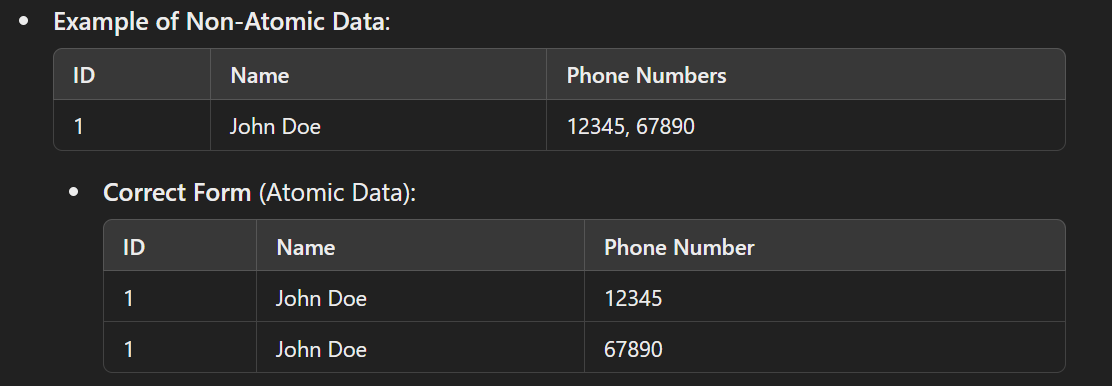 Example of Non-Atomic Data:
ID Name Phone Numbers
1 John Doe 12345, 67890
Correct Form (Atomic Data):
ID Name Phone Number
1 John Doe 12345
1 John Doe 67890